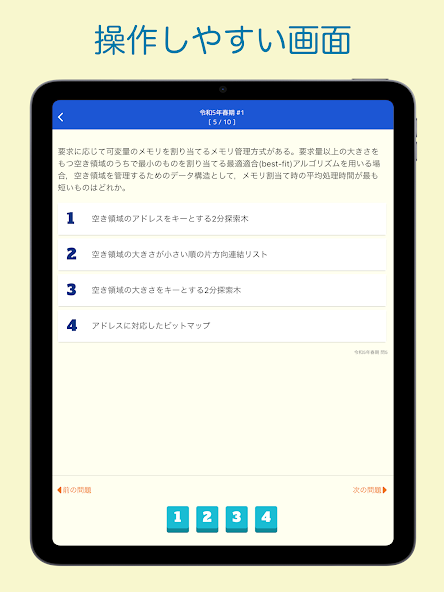 操作しやすい画面
令和5年春期 #1
[ 5 / 10 ]
要求に応じて可変量のメモリを割り当てるメモリ管理方式がある。要求量以上の大きさを
もつ空き領域のうちで最小のものを割り当てる最適適合(best-fit)アルゴリズムを用いる場
合，空き領域を管理するためのデータ構造として，メモリ割当て時の平均処理時間が最も
短いものはどれか。
1 空き領域のアドレスをキーとする2分探索木
2 空き領域の大きさが小さい順の片方向連結リスト
3 空き領域の大きさをキーとする2分探索木
4 アドレスに対応したビットマップ
令和5年春期 問5
前の問題 次の問題
1 2 3 4